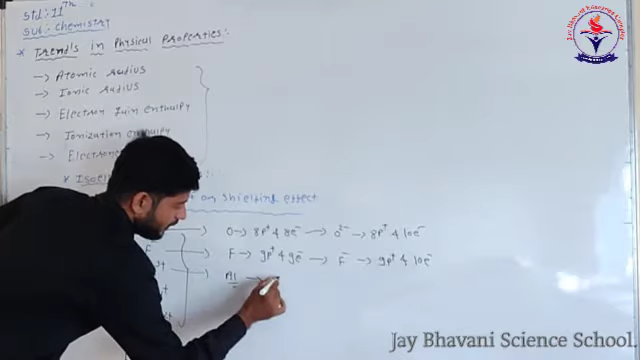 Std: 11th
Sub: Chemistry
* Trends in Physical Properties:
→ Atomic radius
→ Ionic radius
→ Electron gain enthalpy
→ Ionization enthalpy
→ Electrone
* Isoel
on shielding effect
→ O → 8p⁺ & 8e⁻ → O²⁻ → 8p⁺ & 10e⁻
F⁻ → F → 9p⁺ & 9e⁻ → F⁻ → 9p⁺ & 10e⁻
→ Al →
Jay Bhavani Science School.